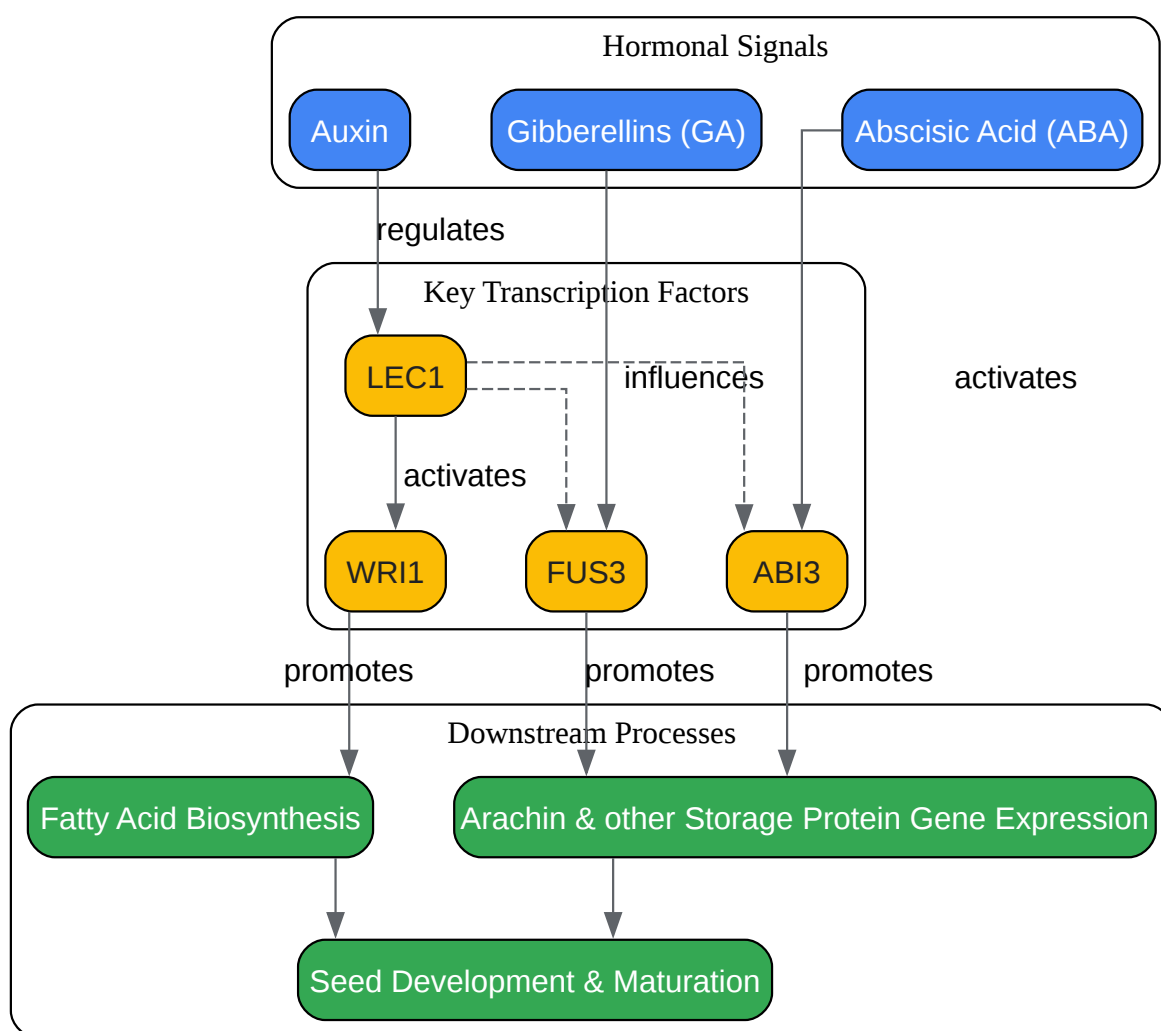 Hormonal Signals
Auxin
Gibberellins (GA)
Abscisic Acid (ABA)
regulates
Key Transcription Factors
LEC1
influences
activates
activates
WRI1
FUS3
ABI3
promotes
promotes
promotes
Downstream Processes
Fatty Acid Biosynthesis
Arachin & other Storage Protein Gene Expression
Seed Development & Maturation